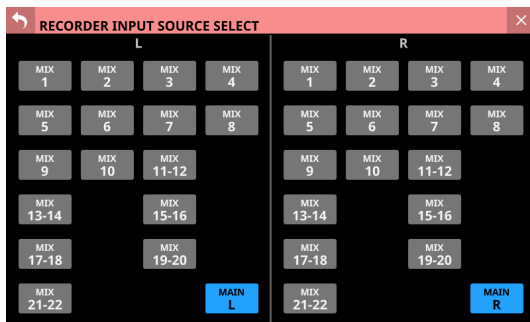 RECORDER INPUT SOURCE SELECT
L
MIX 1
MIX 2
MIX 3
MIX 4
MIX 5
MIX 6
MIX 7
MIX 8
MIX 9
MIX 10
MIX 11-12
MIX 13-14
MIX 15-16
MIX 17-18
MIX 19-20
MIX 21-22
MAIN L
R
MIX 1
MIX 2
MIX 3
MIX 4
MIX 5
MIX 6
MIX 7
MIX 8
MIX 9
MIX 10
MIX 11-12
MIX 13-14
MIX 15-16
MIX 17-18
MIX 19-20
MIX 21-22
MAIN R